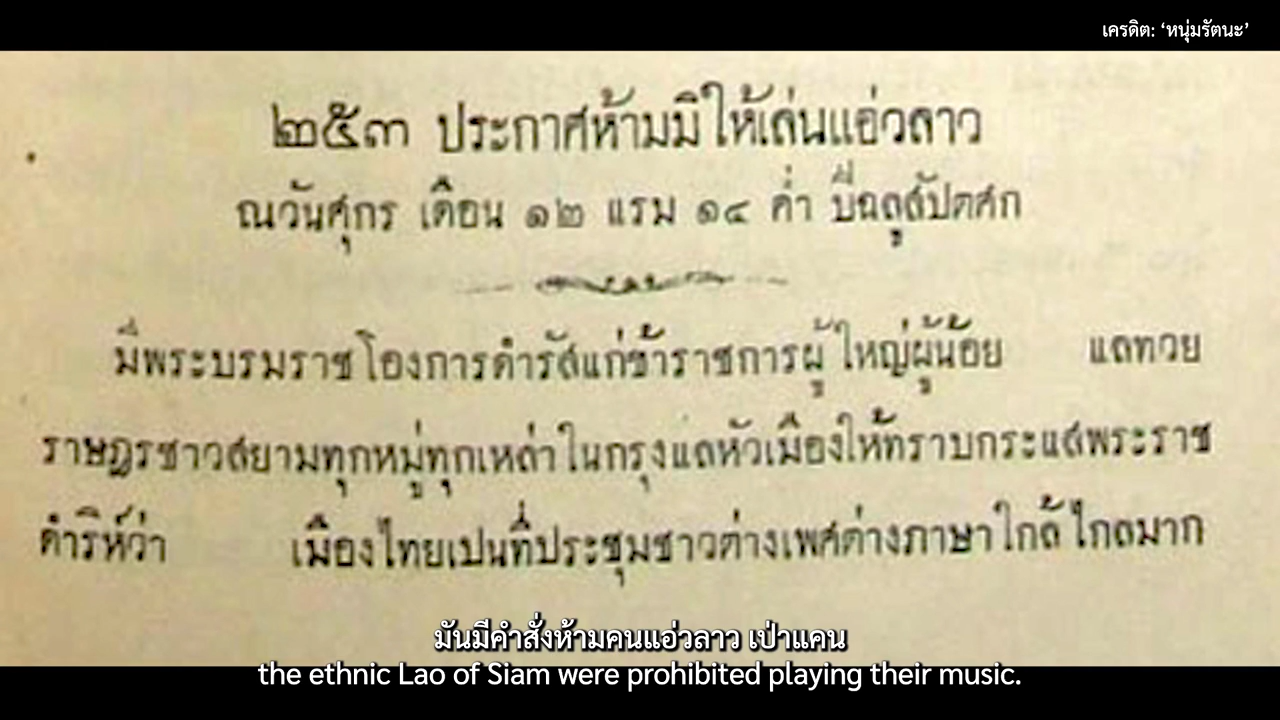 เครดิต: ‘หนุ่มรัตนะ’
๒๕๓ ประกาศห้ามมิให้เล่นแอ่วลาว
ณวันศุกร เดือน ๑๒ แรม ๑๔ ค่ำ ปีฉลูสัปตศก
มีพระบรมราชโองการดำรัสแก่ข้าราชการผู้ใหญ่ผู้น้อย แลทวย
ราษฎรชาวสยามทุกหมู่ทุกเหล่าในกรุงแลหัวเมืองให้ทราบกระแสพระราช
ดำริห์ว่า เมืองไทยเปนที่ประชุมชาวต่างเพศต่างภาษาใกล้ไกลมาก
มันมีคำสั่งห้ามคนแอ่วลาว เป่าแคน
the ethnic Lao of Siam were prohibited playing their music.